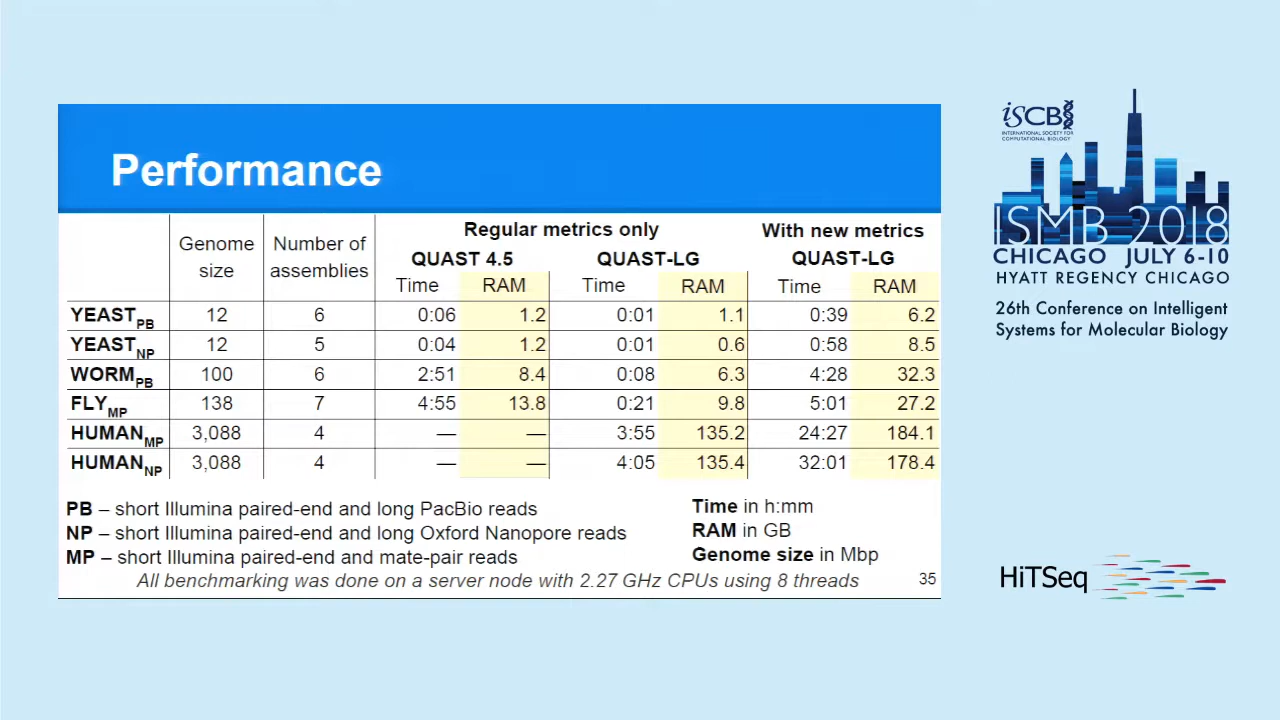 Performance
Regular metrics only With new metrics
Genome size Number of assemblies QUAST 4.5 QUAST-LG QUAST-LG
Time RAM Time RAM Time RAM
YEAST PB 12 6 0:06 1.2 0:01 1.1 0:39 6.2
YEAST NP 12 5 0:04 1.2 0:01 0.6 0:58 8.5
WORM PB 100 6 2:51 8.4 0:08 6.3 4:28 32.3
FLY MP 138 7 4:55 13.8 0:21 9.8 5:01 27.2
HUMAN MP 3,088 4 — — 3:55 135.2 24:27 184.1
HUMAN NP 3,088 4 — — 4:05 135.4 32:01 178.4
PB – short Illumina paired-end and long PacBio reads
NP – short Illumina paired-end and long Oxford Nanopore reads
MP – short Illumina paired-end and mate-pair reads
Time in h:mm
RAM in GB
Genome size in Mbp
All benchmarking was done on a server node with 2.27 GHz CPUs using 8 threads
35
iSCB
INTERNATIONAL SOCIETY FOR
COMPUTATIONAL BIOLOGY
ISMB 2018
CHICAGO JULY 6-10
HYATT REGENCY CHICAGO
26th Conference on Intelligent
Systems for Molecular Biology
HiTSeq